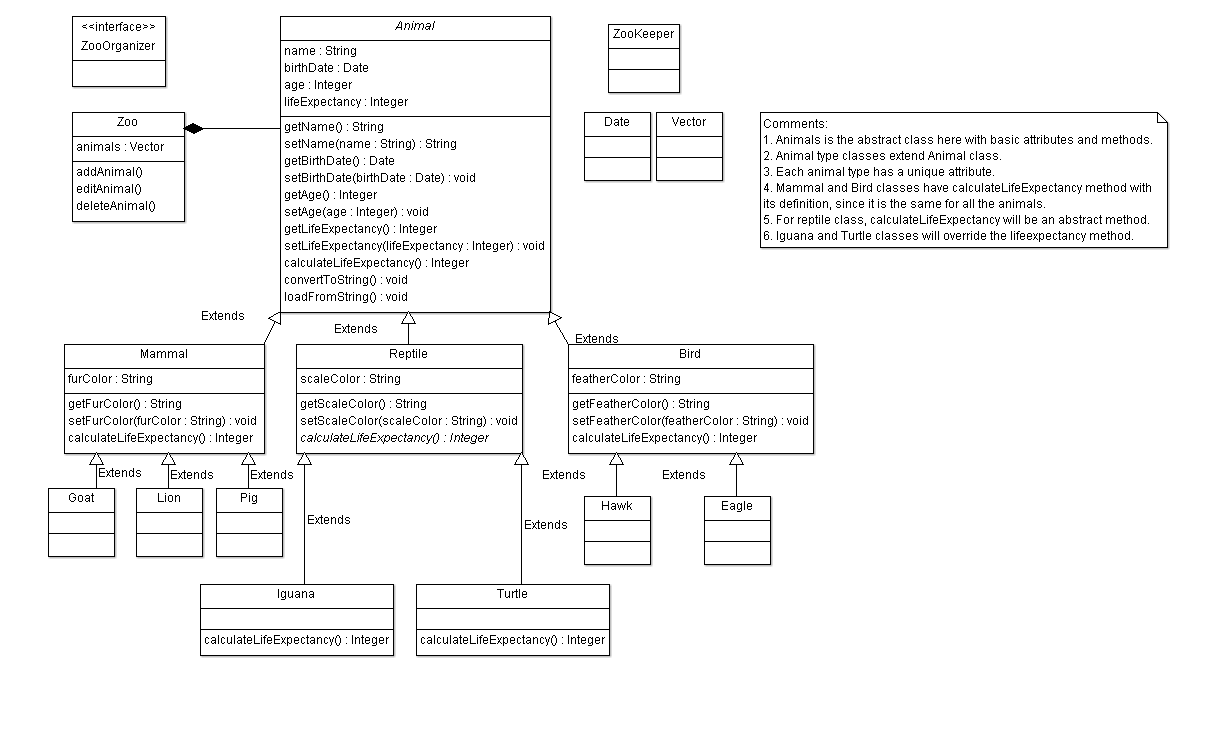 <<interface>>
ZooOrganizer
Animal
name : String
birthDate : Date
age : Integer
lifeExpectancy : Integer
getName() : String
setName(name : String) : String
getBirthDate() : Date
setBirthDate(birthDate : Date) : void
getAge() : Integer
setAge(age : Integer) : void
getLifeExpectancy() : Integer
setLifeExpectancy(lifeExpectancy : Integer) : void
calculateLifeExpectancy() : Integer
convertToString() : void
loadFromString() : void
ZooKeeper
Zoo
animals : Vector
addAnimal()
editAnimal()
deleteAnimal()
Date
Vector
Comments:
1. Animals is the abstract class here with basic attributes and methods.
2. Animal type classes extend Animal class.
3. Each animal type has a unique attribute.
4. Mammal and Bird classes have calculateLifeExpectancy method with
its definition, since it is the same for all the animals.
5. For reptile class, calculateLifeExpectancy will be an abstract method.
6. Iguana and Turtle classes will override the lifeexpectancy method.
Extends
Extends
Extends
Mammal
furColor : String
getFurColor() : String
setFurColor(furColor : String) : void
calculateLifeExpectancy() : Integer
Reptile
scaleColor : String
getScaleColor() : String
setScaleColor(scaleColor : String) : void
calculateLifeExpectancy() : Integer
Bird
featherColor : String
getFeatherColor() : String
setFeatherColor(featherColor : String) : void
calculateLifeExpectancy() : Integer
Extends
Extends
Extends
Extends
Extends
Goat
Lion
Pig
Hawk
Eagle
Extends
Extends
Iguana
calculateLifeExpectancy() : Integer
Turtle
calculateLifeExpectancy() : Integer